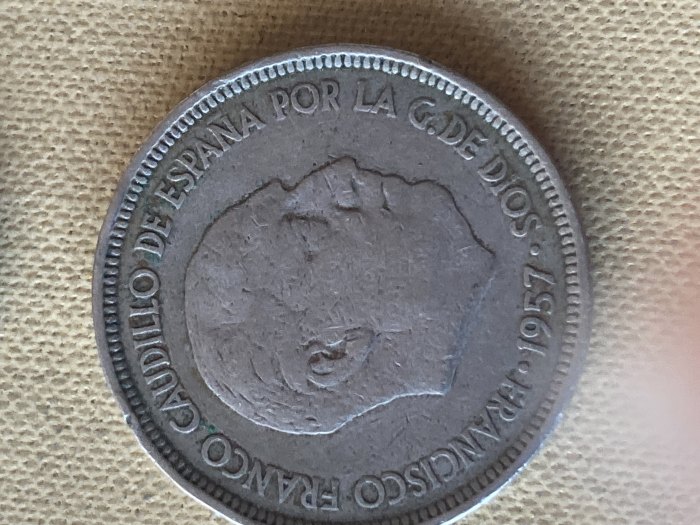 FRANCISCO FRANCO CAUDILLO DE ESPAÑA POR LA G. DE DIOS · 1957 ·